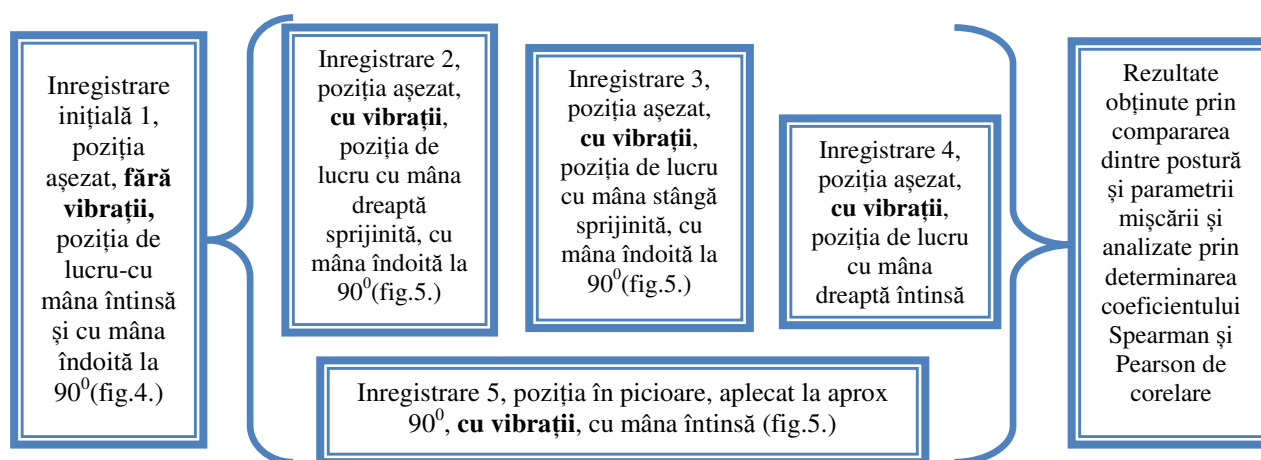 Inregistrare
inițială 1,
poziția
așezat, fără
vibrații,
poziția de
lucru-cu
mâna întinsă
și cu mâna
îndoită la
90⁰(fig.4.)
Inregistrare 2,
poziția așezat,
cu vibrații,
poziția de
lucru cu mâna
dreaptă
sprijinită, cu
mâna îndoită la
90⁰(fig.5.)
Inregistrare 3,
poziția așezat,
cu vibrații,
poziția de lucru
cu mâna stângă
sprijinită, cu
mâna îndoită la
90⁰(fig.5.)
Inregistrare 4,
poziția așezat,
cu vibrații,
poziția de lucru
cu mâna
dreaptă întinsă
Inregistrare 5, poziția în picioare, aplecat la aprox
90⁰, cu vibrații, cu mâna întinsă (fig.5.)
Rezultate
obținute prin
compararea
dintre postură
și parametrii
mișcării și
analizate prin
determinarea
coeficientului
Spearman și
Pearson de
corelare